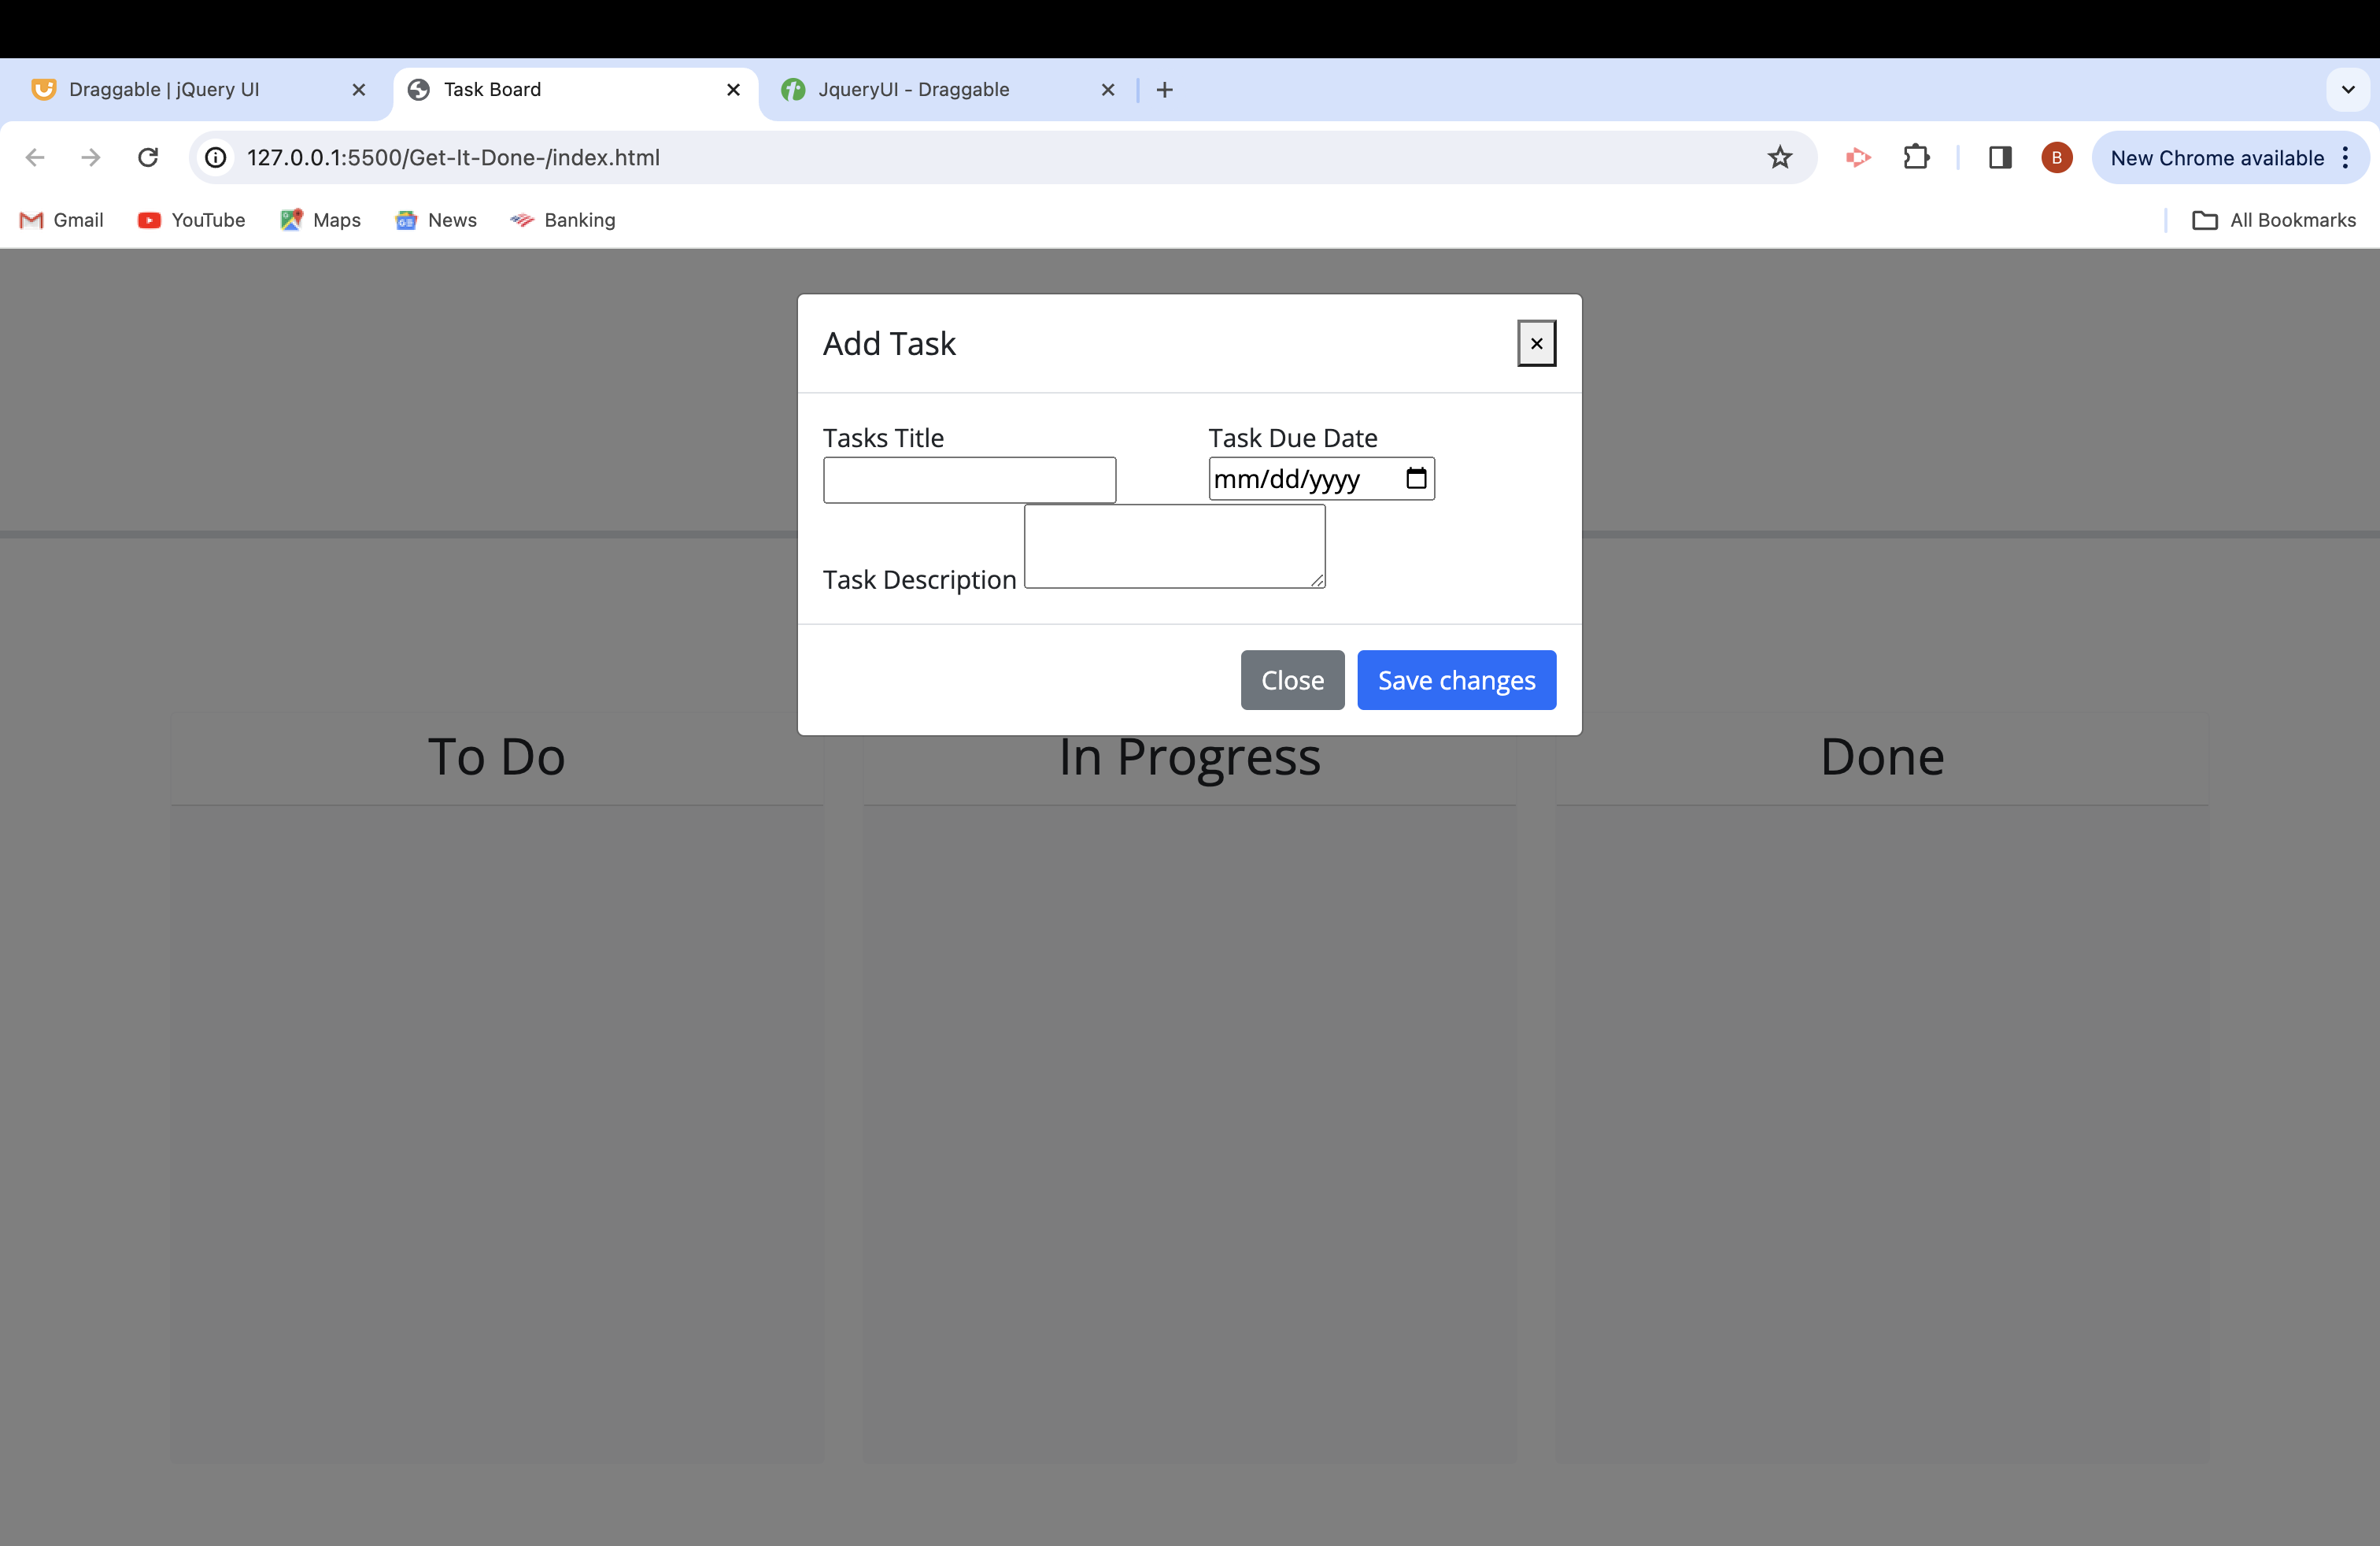 Draggable | jQuery UI
Task Board
JqueryUI - Draggable
127.0.0.1:5500/Get-It-Done-/index.html
B
New Chrome available
Gmail
YouTube
Maps
News
Banking
All Bookmarks
Add Task
Tasks Title
Task Due Date
mm/dd/yyyy
Task Description
Close
Save changes
To Do
In Progress
Done